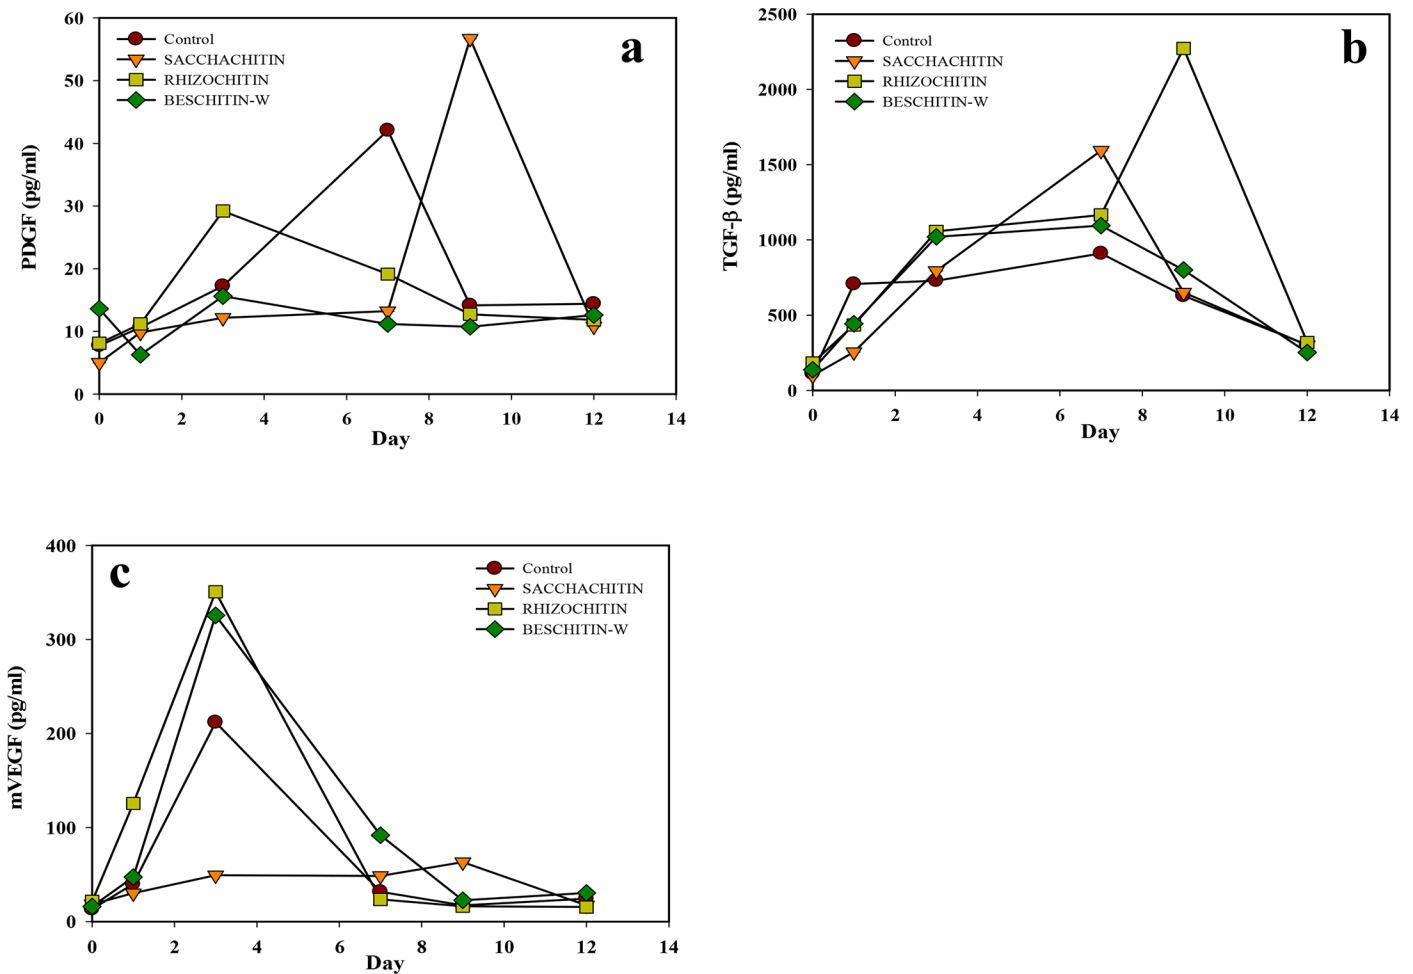 a
Control
SACCHACHITIN
RHIZOCHITIN
BESCHITIN-W
PDGF (pg/ml)
60
50
40
30
20
10
0
0 2 4 6 8 10 12 14
Day
b
Control
SACCHACHITIN
RHIZOCHITIN
BESCHITIN-W
TGF-β (pg/ml)
2500
2000
1500
1000
500
0
0 2 4 6 8 10 12 14
Day
c
Control
SACCHACHITIN
RHIZOCHITIN
BESCHITIN-W
mVEGF (pg/ml)
400
300
200
100
0
0 2 4 6 8 10 12 14
Day